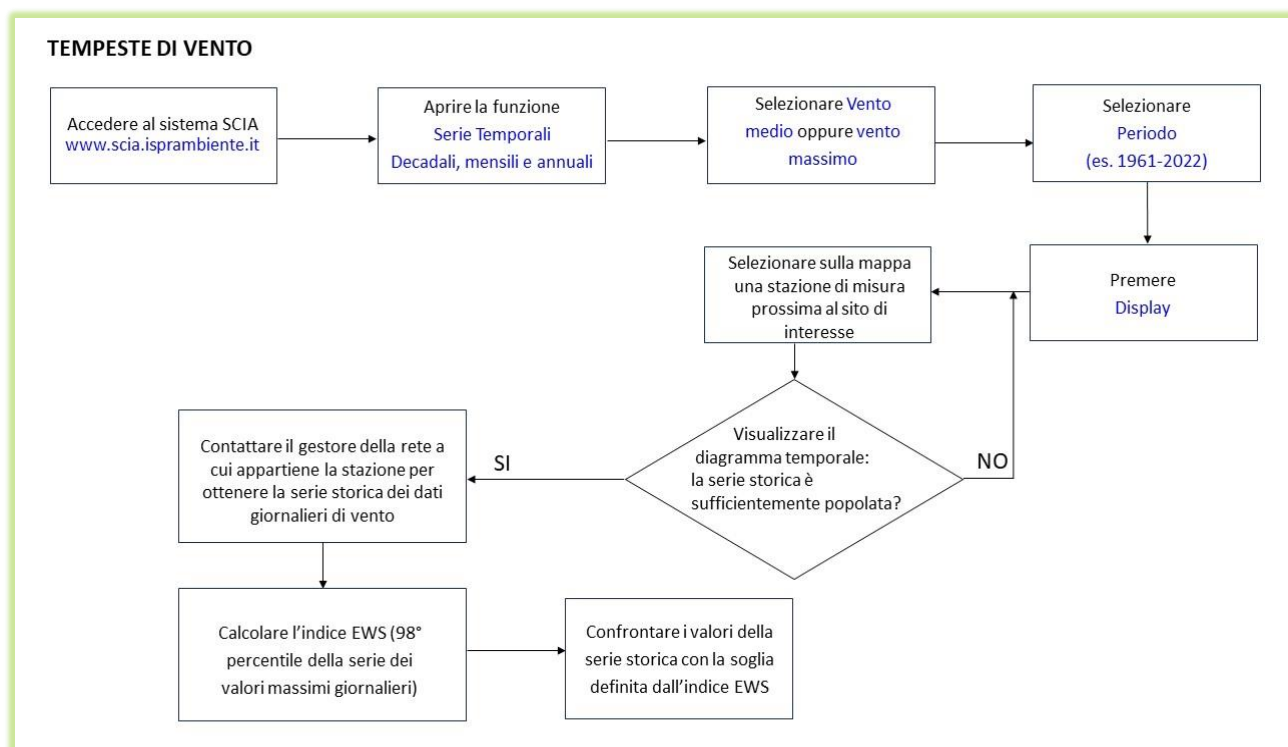 TEMPESTE DI VENTO
Accedere al sistema SCIA
www.scia.isprambiente.it
Aprire la funzione
Serie Temporali
Decadali, mensili e annuali
Selezionare Vento
medio oppure vento
massimo
Selezionare
Periodo
(es. 1961-2022)
Premere
Display
Selezionare sulla mappa
una stazione di misura
prossima al sito di
interesse
Visualizzare il
diagramma temporale:
la serie storica è
sufficientemente popolata?
NO
SI
Contattare il gestore della rete a
cui appartiene la stazione per
ottenere la serie storica dei dati
giornalieri di vento
Calcolare l'indice EWS (98°
percentile della serie dei
valori massimi giornalieri)
Confrontare i valori della
serie storica con la soglia
definita dall'indice EWS